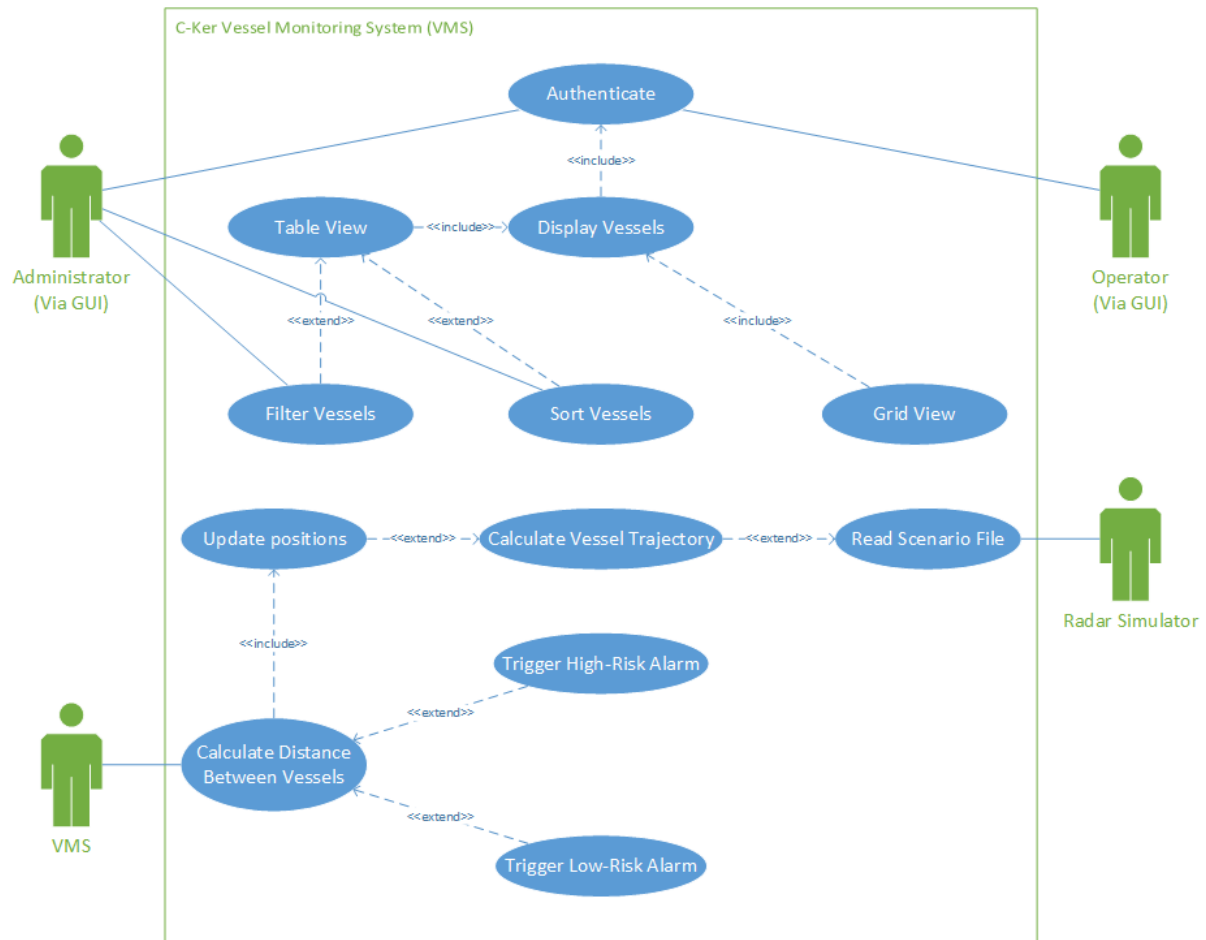 C-Ker Vessel Monitoring System (VMS)
Authenticate
<<include>>
Table View
<<include>>
Display Vessels
Administrator
(Via GUI)
Operator
(Via GUI)
<<extend>>
<<extend>>
<<include>>
Filter Vessels
Sort Vessels
Grid View
Update positions
<<extend>>
Calculate Vessel Trajectory
<<extend>>
Read Scenario File
Radar Simulator
<<include>>
Trigger High-Risk Alarm
<<extend>>
Calculate Distance
Between Vessels
<<extend>>
VMS
Trigger Low-Risk Alarm